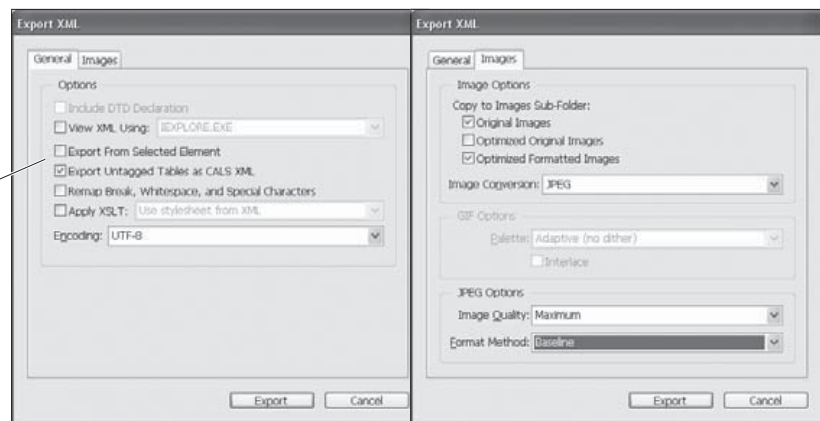 Export XML
General Images
Options
Include DTD Declaration
View XML Using: IEXPLORE.EXE
Export From Selected Element
Export Untagged Tables as CALS XML
Remap Break, Whitespace, and Special Characters
Apply XSLT: Use stylesheet from XML
Encoding: UTF-8
Export Cancel
Export XML
General Images
Image Options
Copy to Images Sub-Folder:
Original Images
Optimized Original Images
Optimized Formatted Images
Image Conversion: JPEG
GIF Options
Palette: Adaptive (no dither)
Interlace
JPEG Options
Image Quality: Maximum
Format Method: Baseline
Export Cancel